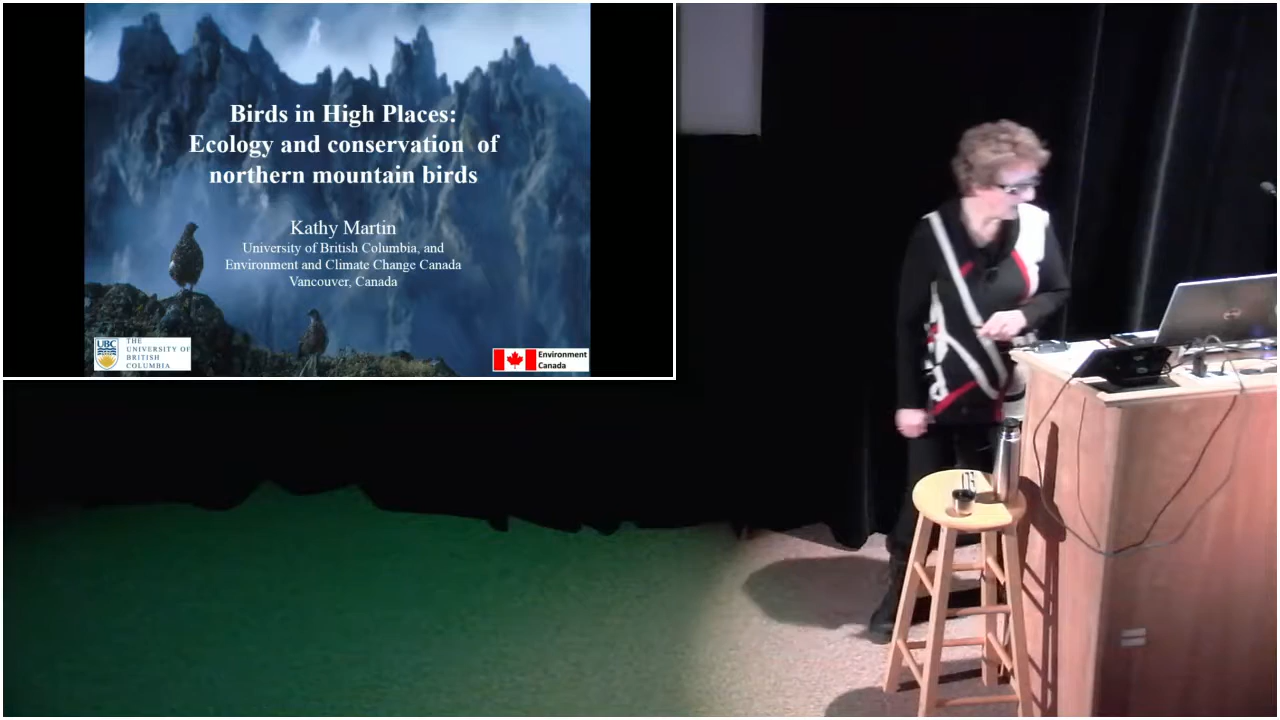 Birds in High Places:
Ecology and conservation of
northern mountain birds
Kathy Martin
University of British Columbia, and
Environment and Climate Change Canada
Vancouver, Canada
UBC
THE
UNIVERSITY OF
BRITISH
COLUMBIA
Environment
Canada